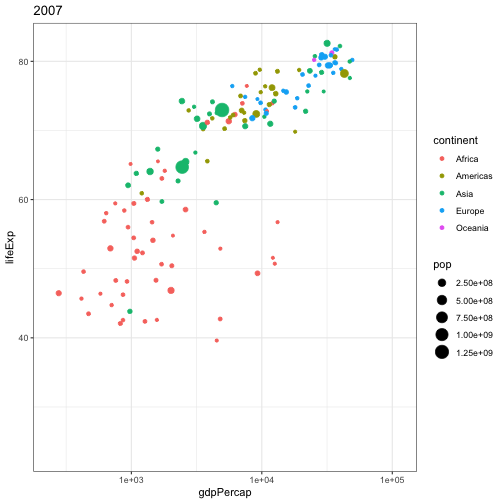 2007
80
60
40
lifeExp
1e+03
1e+04
1e+05
gdpPercap
continent
Africa
Americas
Asia
Europe
Oceania
pop
2.50e+08
5.00e+08
7.50e+08
1.00e+09
1.25e+09